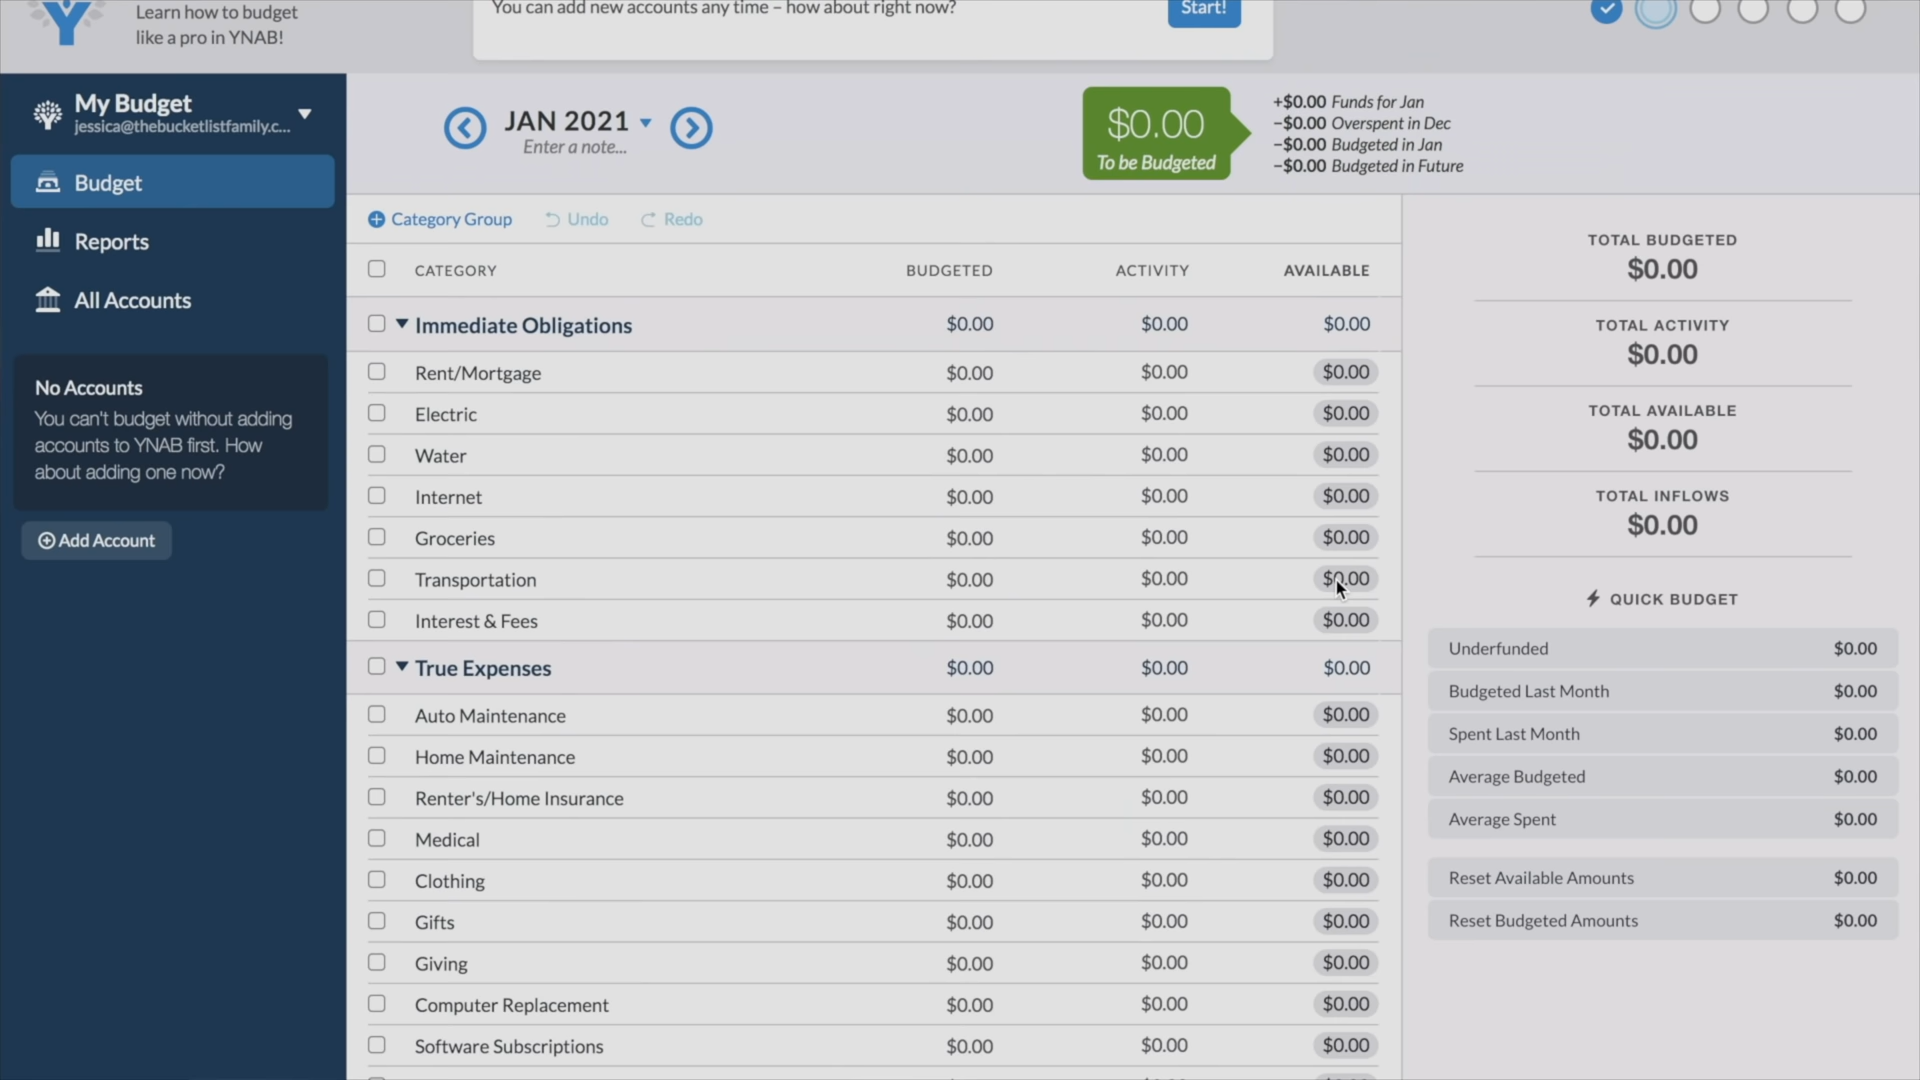 Learn how to budget
like a pro in YNAB!
You can add new accounts any time – how about right now?
Start!
My Budget
jessica@thebucketlistfamily.c...
Budget
Reports
All Accounts
No Accounts
You can't budget without adding
accounts to YNAB first. How
about adding one now?
Add Account
JAN 2021
Enter a note...
$0.00
To be Budgeted
+$0.00 Funds for Jan
−$0.00 Overspent in Dec
−$0.00 Budgeted in Jan
−$0.00 Budgeted in Future
Category Group Undo Redo
CATEGORY BUDGETED ACTIVITY AVAILABLE
Immediate Obligations $0.00 $0.00 $0.00
Rent/Mortgage $0.00 $0.00 $0.00
Electric $0.00 $0.00 $0.00
Water $0.00 $0.00 $0.00
Internet $0.00 $0.00 $0.00
Groceries $0.00 $0.00 $0.00
Transportation $0.00 $0.00 $0.00
Interest & Fees $0.00 $0.00 $0.00
True Expenses $0.00 $0.00 $0.00
Auto Maintenance $0.00 $0.00 $0.00
Home Maintenance $0.00 $0.00 $0.00
Renter's/Home Insurance $0.00 $0.00 $0.00
Medical $0.00 $0.00 $0.00
Clothing $0.00 $0.00 $0.00
Gifts $0.00 $0.00 $0.00
Giving $0.00 $0.00 $0.00
Computer Replacement $0.00 $0.00 $0.00
Software Subscriptions $0.00 $0.00 $0.00
TOTAL BUDGETED
$0.00
TOTAL ACTIVITY
$0.00
TOTAL AVAILABLE
$0.00
TOTAL INFLOWS
$0.00
QUICK BUDGET
Underfunded $0.00
Budgeted Last Month $0.00
Spent Last Month $0.00
Average Budgeted $0.00
Average Spent $0.00
Reset Available Amounts $0.00
Reset Budgeted Amounts $0.00